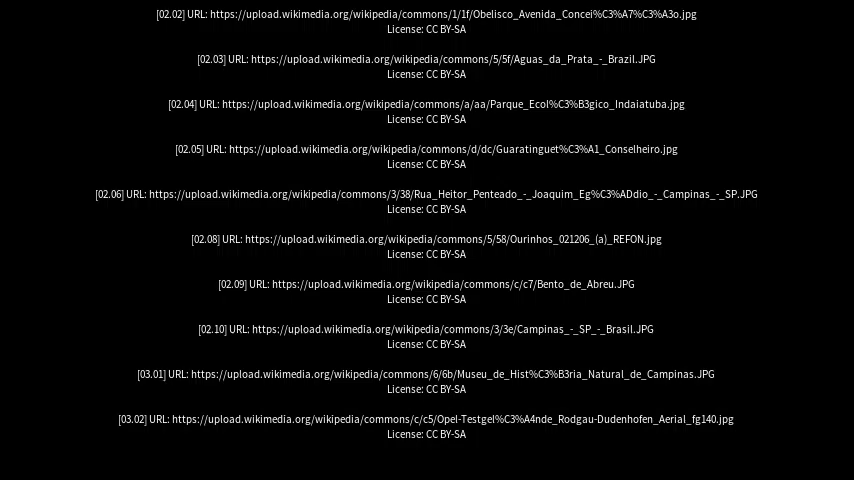 [02.02] URL: https://upload.wikimedia.org/wikipedia/commons/1/1f/Obelisco_Avenida_Concei%C3%A7%C3%A3o.jpg
License: CC BY-SA
[02.03] URL: https://upload.wikimedia.org/wikipedia/commons/5/5f/Aguas_da_Prata_-_Brazil.JPG
License: CC BY-SA
[02.04] URL: https://upload.wikimedia.org/wikipedia/commons/a/aa/Parque_Ecol%C3%B3gico_Indaiatuba.jpg
License: CC BY-SA
[02.05] URL: https://upload.wikimedia.org/wikipedia/commons/d/dc/Guaratinguet%C3%A1_Conselheiro.jpg
License: CC BY-SA
[02.06] URL: https://upload.wikimedia.org/wikipedia/commons/3/38/Rua_Heitor_Penteado_-_Joaquim_Eg%C3%ADdio_-_Campinas_-_SP.JPG
License: CC BY-SA
[02.08] URL: https://upload.wikimedia.org/wikipedia/commons/5/58/Ourinhos_021206_(a)_REFON.jpg
License: CC BY-SA
[02.09] URL: https://upload.wikimedia.org/wikipedia/commons/c/c7/Bento_de_Abreu.JPG
License: CC BY-SA
[02.10] URL: https://upload.wikimedia.org/wikipedia/commons/3/3e/Campinas_-_SP_-_Brasil.JPG
License: CC BY-SA
[03.01] URL: https://upload.wikimedia.org/wikipedia/commons/6/6b/Museu_de_Hist%C3%B3ria_Natural_de_Campinas.JPG
License: CC BY-SA
[03.02] URL: https://upload.wikimedia.org/wikipedia/commons/c/c5/Opel-Testgel%C3%A4nde_Rodgau-Dudenhofen_Aerial_fg140.jpg
License: CC BY-SA